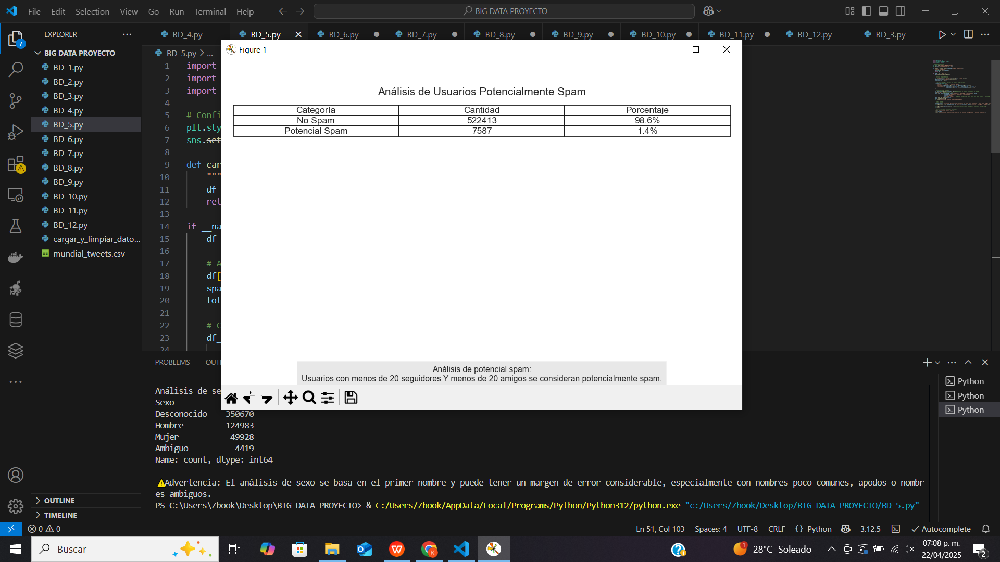 File Edit Selection View Go Run Terminal Help
BIG DATA PROYECTO
EXPLORER
BD_4.py
BD_5.py
BD_6.py
BD_7.py
BD_8.py
BD_9.py
BD_10.py
BD_11.py
BD_12.py
BD_3.py
7
BIG DATA PROYECTO
BD_1.py
BD_2.py
BD_3.py
BD_4.py
BD_5.py
BD_6.py
BD_7.py
BD_8.py
BD_9.py
BD_10.py
BD_11.py
BD_12.py
cargar_y_limpiar_dato...
mundial_tweets.csv
OUTLINE
TIMELINE
BD_5.py > ...
1 import
2 import
3 import
4
5 # Confi
6 plt.sty
7 sns.set
8
9 def car
10 """
11 df
12 ret
13
14 if __na
15 df
16
17 # A
18 df[
19 spa
20 tot
21
22 # C
23 df_
24
Figure 1
Análisis de Usuarios Potencialmente Spam
Categoría Cantidad Porcentaje
No Spam 522413 98.6%
Potencial Spam 7587 1.4%
Análisis de potencial spam:
Usuarios con menos de 20 seguidores Y menos de 20 amigos se consideran potencialmente spam.
PROBLEMS OUT
Análisis de se
Sexo
Desconocido 350670
Hombre 124983
Mujer 49928
Ambiguo 4419
Name: count, dtype: int64
⚠Advertencia: El análisis de sexo se basa en el primer nombre y puede tener un margen de error considerable, especialmente con nombres poco comunes, apodos o nombr
es ambiguos.
PS C:\Users\Zbook\Desktop\BIG DATA PROYECTO> & C:/Users/Zbook/AppData/Local/Programs/Python/Python312/python.exe "c:/Users/Zbook/Desktop/BIG DATA PROYECTO/BD_5.py"
Python
Python
Python
0 0
Ln 51, Col 103 Spaces: 4 UTF-8 CRLF {} Python 3.12.5 Autocomplete
Buscar
1
28°C Soleado
07:08 p. m.
22/04/2025
2